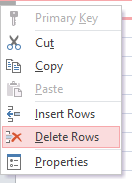 Primary Key
Cut
Copy
Paste
Insert Rows
Delete Rows
Properties